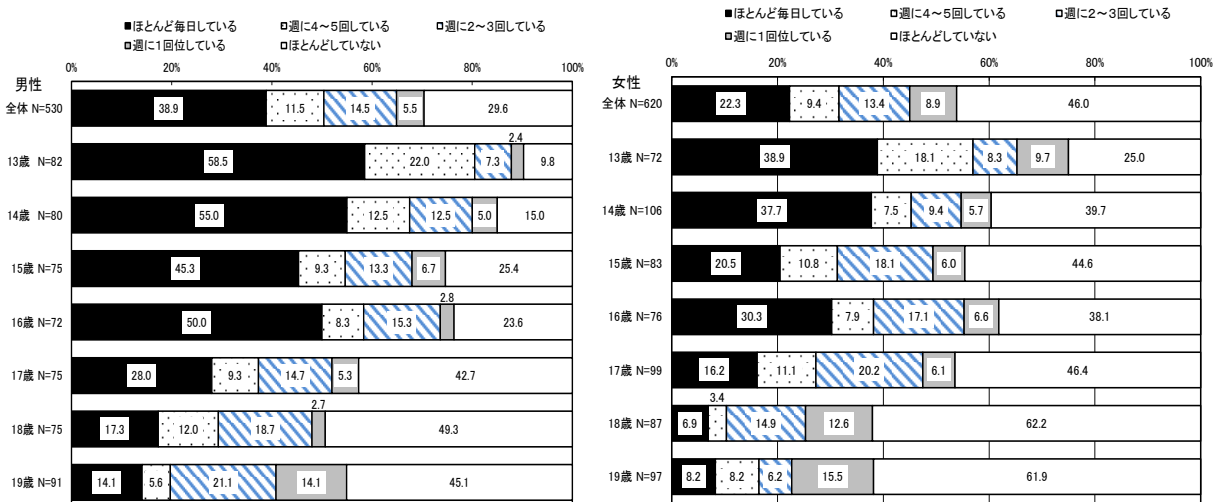 ■ほとんど毎日している □週に4～5回している □週に2～3回している
■週に1回位している □ほとんどしていない
0% 20% 40% 60% 80% 100%
男性
全体 N=530 38.9 11.5 14.5 5.5 29.6
2.4
13歳 N=82 58.5 22.0 7.3 9.8
14歳 N=80 55.0 12.5 12.5 5.0 15.0
15歳 N=75 45.3 9.3 13.3 6.7 25.4
2.8
16歳 N=72 50.0 8.3 15.3 23.6
17歳 N=75 28.0 9.3 14.7 5.3 42.7
2.7
18歳 N=75 17.3 12.0 18.7 49.3
19歳 N=91 14.1 5.6 21.1 14.1 45.1
■ほとんど毎日している □週に4～5回している □週に2～3回している
■週に1回位している □ほとんどしていない
0% 20% 40% 60% 80% 100%
女性
全体 N=620 22.3 9.4 13.4 8.9 46.0
13歳 N=72 38.9 18.1 8.3 9.7 25.0
14歳 N=106 37.7 7.5 9.4 5.7 39.7
15歳 N=83 20.5 10.8 18.1 6.0 44.6
16歳 N=76 30.3 7.9 17.1 6.6 38.1
17歳 N=99 16.2 11.1 20.2 6.1 46.4
3.4
18歳 N=87 6.9 14.9 12.6 62.2
19歳 N=97 8.2 8.2 6.2 15.5 61.9